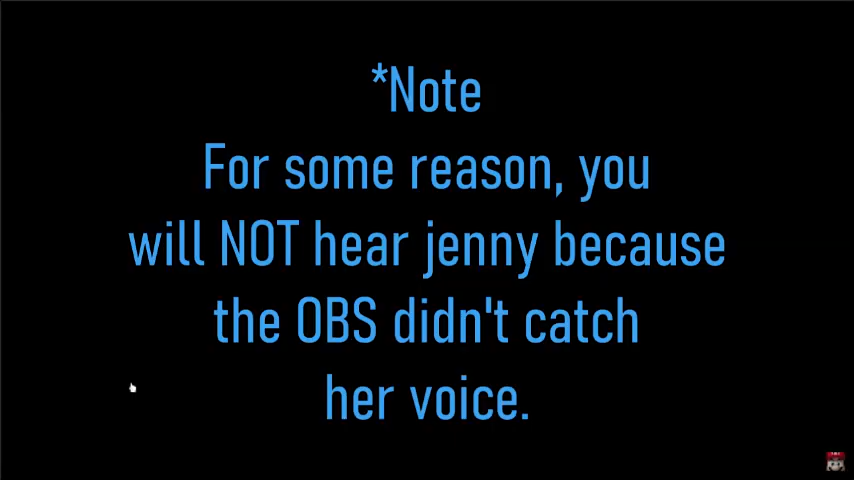 *Note
For some reason, you
will NOT hear jenny because
the OBS didn't catch
her voice.